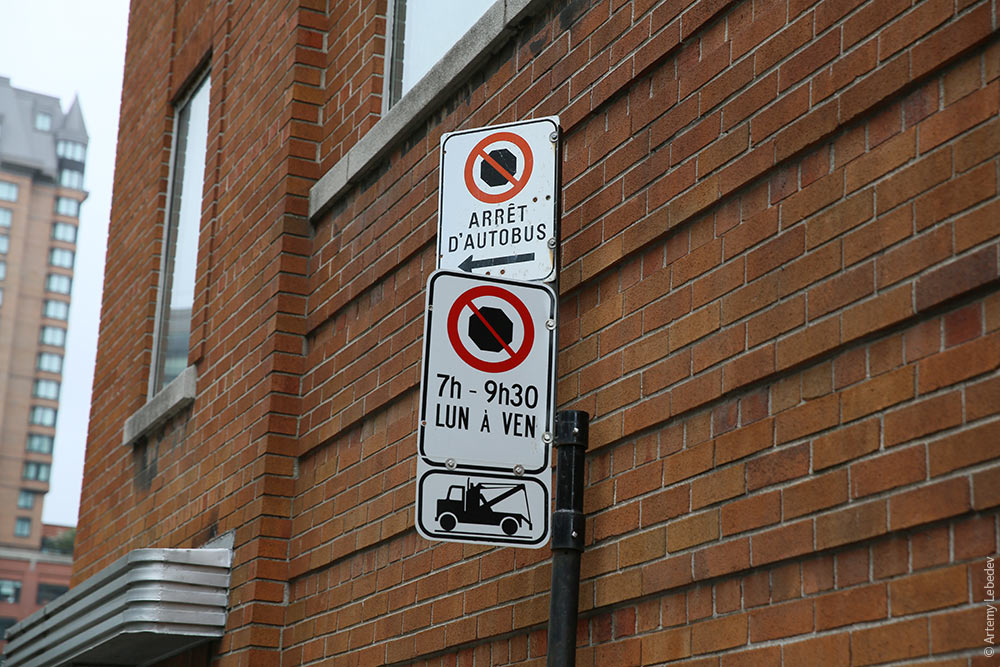 ARRÊT
D'AUTOBUS
7h - 9h30
LUN À VEN
© Artemy Lebedev